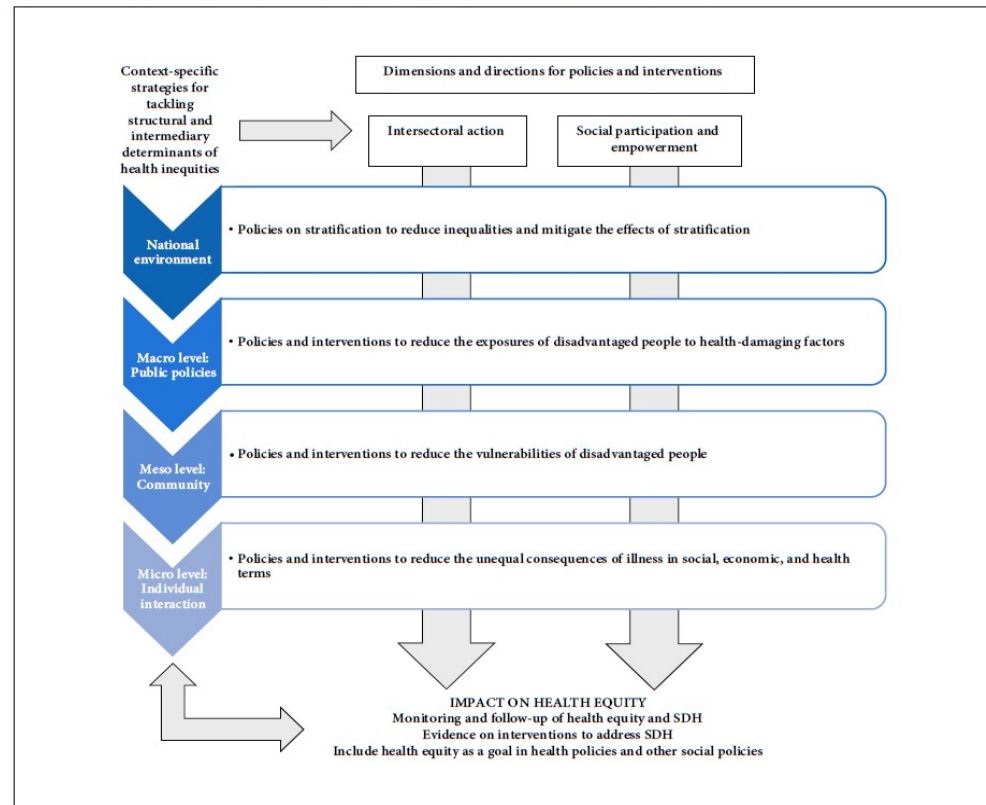 Context-specific
strategies for
tackling
structural and
intermediary
determinants of
health inequities
Dimensions and directions for policies and interventions
Intersectoral action
Social participation and
empowerment
National
environment
• Policies on stratification to reduce inequalities and mitigate the effects of stratification
Macro level:
Public policies
• Policies and interventions to reduce the exposures of disadvantaged people to health-damaging factors
Meso level:
Community
• Policies and interventions to reduce the vulnerabilities of disadvantaged people
Micro level:
Individual
interaction
• Policies and interventions to reduce the unequal consequences of illness in social, economic, and health
terms
IMPACT ON HEALTH EQUITY
Monitoring and follow-up of health equity and SDH
Evidence on interventions to address SDH
Include health equity as a goal in health policies and other social policies